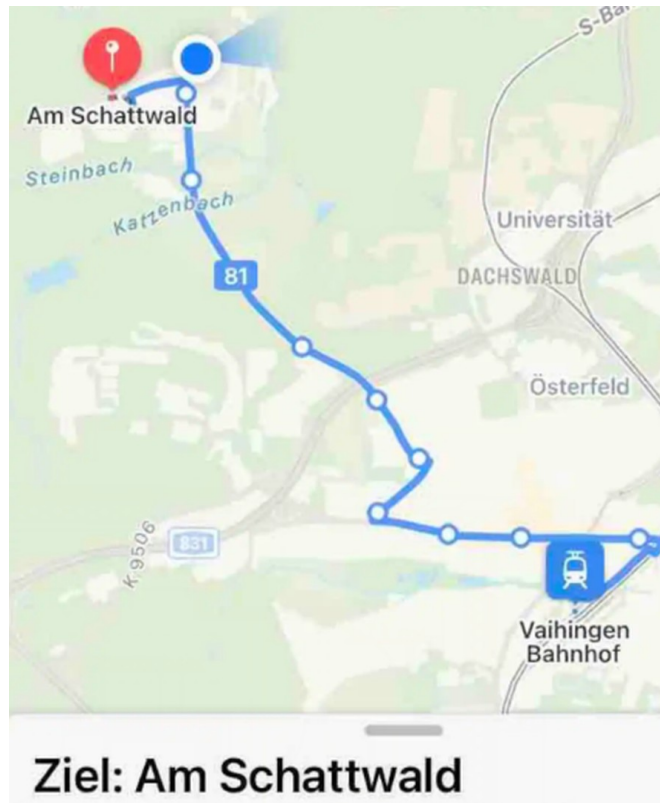 S-Ba
Am Schattwald
Steinbach
Katzenbach
Universität
81
DACHSWALD
Österfeld
K 9506
831
Vaihingen
Bahnhof
Ziel: Am Schattwald